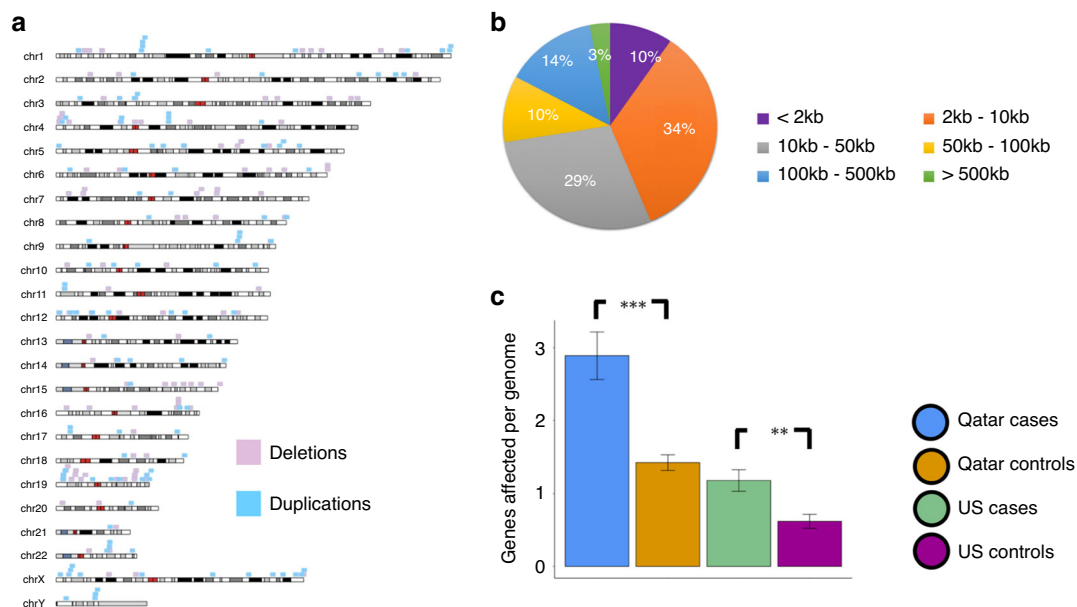 a
chr1
chr2
chr3
chr4
chr5
chr6
chr7
chr8
chr9
chr10
chr11
chr12
chr13
chr14
chr15
chr16
chr17
chr18
chr19
chr20
chr21
chr22
chrX
chrY
Deletions
Duplications
b
10%
34%
29%
10%
14%
3%
< 2kb
2kb - 10kb
10kb - 50kb
50kb - 100kb
100kb - 500kb
> 500kb
c
***
**
Genes affected per genome
3
2
1
0
Qatar cases
Qatar controls
US cases
US controls